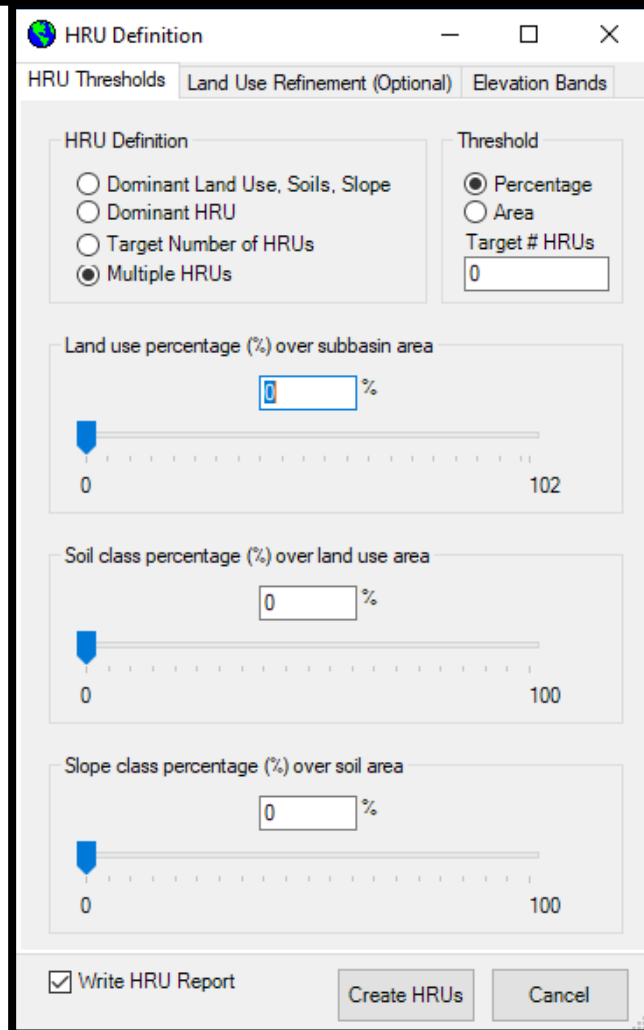 HRU Definition
HRU Thresholds Land Use Refinement (Optional) Elevation Bands
HRU Definition
Dominant Land Use, Soils, Slope
Dominant HRU
Target Number of HRUs
Multiple HRUs
Threshold
Percentage
Area
Target # HRUs
0
Land use percentage (%) over subbasin area
0 %
0 102
Soil class percentage (%) over land use area
0 %
0 100
Slope class percentage (%) over soil area
0 %
0 100
Write HRU Report
Create HRUs Cancel